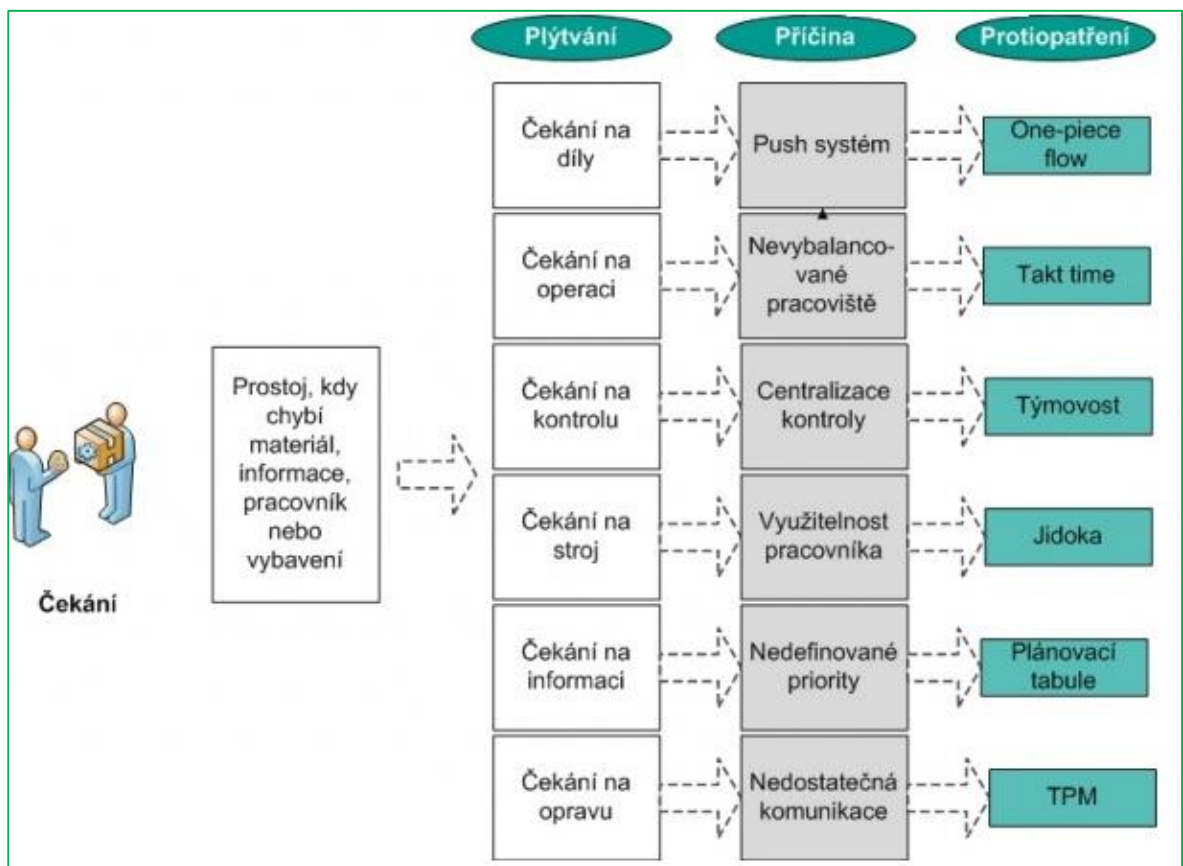 Plýtvání
Příčina
Protiopatření
Čekání na
díly
Push systém
One-piece
flow
Čekání na
operaci
Nevybalanco-
vané
pracoviště
Takt time
Prostoj, kdy
chybí
materiál,
informace,
pracovník
nebo
vybavení
Čekání
Čekání na
kontrolu
Centralizace
kontroly
Týmovost
Čekání na
stroj
Využitelnost
pracovníka
Jidoka
Čekání na
informaci
Nedefinované
priority
Plánovací
tabule
Čekání na
opravu
Nedostatečná
komunikace
TPM